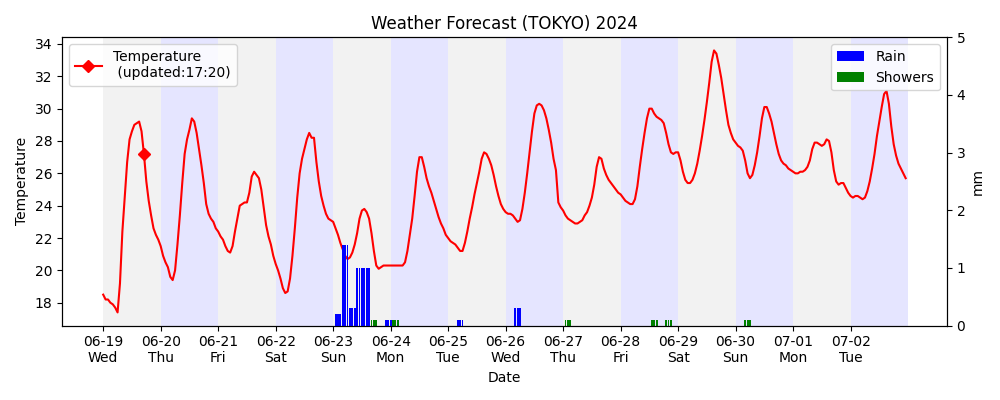 Weather Forecast (TOKYO) 2024
Temperature
(updated:17:20)
Rain
Showers
Temperature
34
32
30
28
26
24
22
20
18
5
4
3
2
1
0
mm
06-19 06-20 06-21 06-22 06-23 06-24 06-25 06-26 06-27 06-28 06-29 06-30 07-01 07-02
Wed Thu Fri Sat Sun Mon Tue Wed Thu Fri Sat Sun Mon Tue
Date